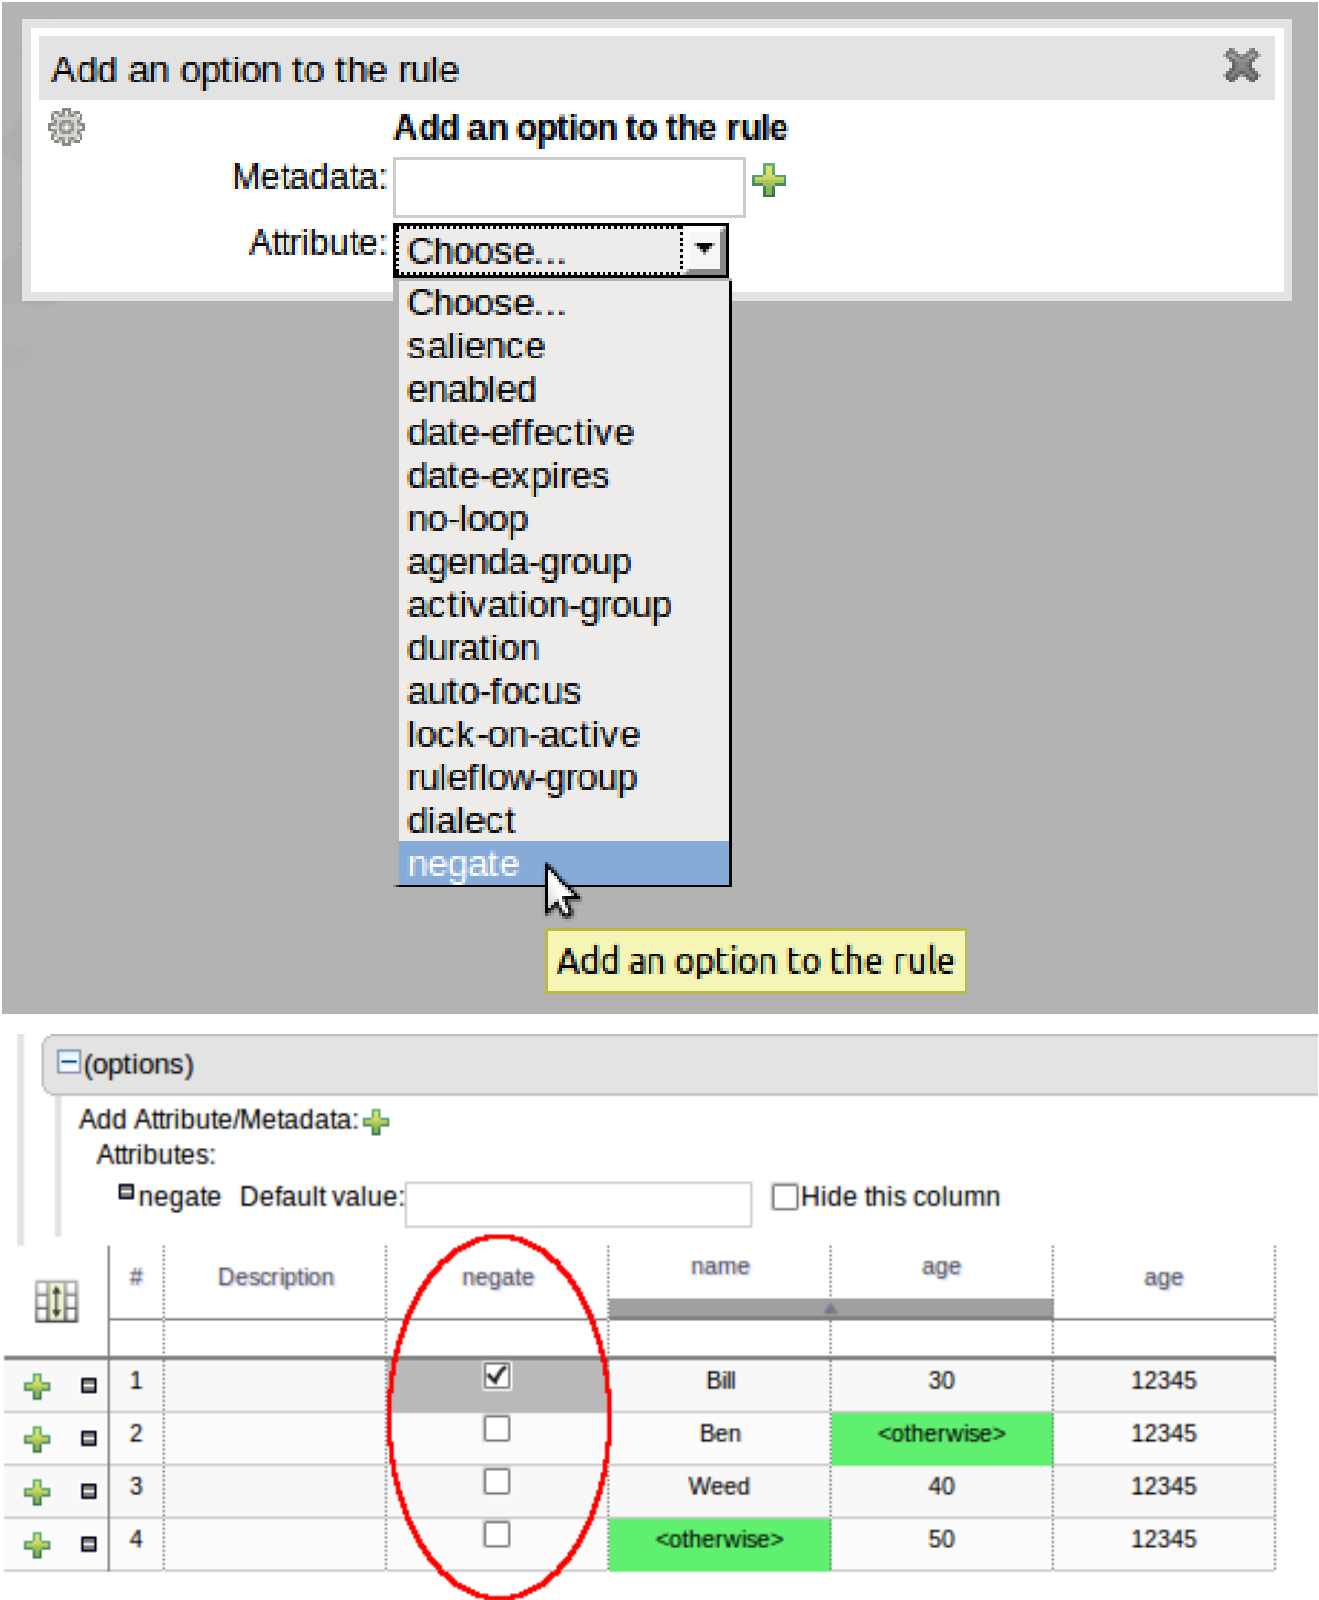 Add an option to the rule
Add an option to the rule
Metadata:
Attribute: Choose...
Choose...
salience
enabled
date-effective
date-expires
no-loop
agenda-group
activation-group
duration
auto-focus
lock-on-active
ruleflow-group
dialect
negate
Add an option to the rule
(options)
Add Attribute/Metadata:
Attributes:
negate Default value: Hide this column
# Description negate name age age
1 Bill 30 12345
2 Ben <otherwise> 12345
3 Weed 40 12345
4 <otherwise> 50 12345